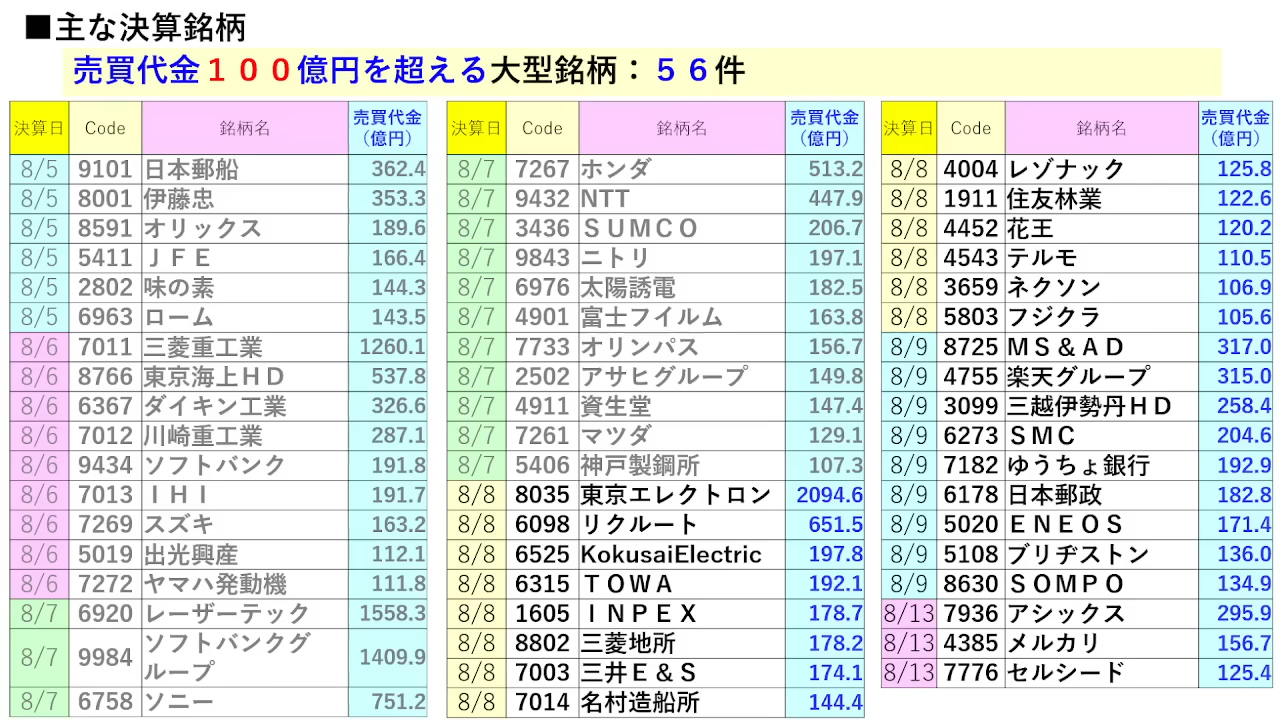 ■主な決算銘柄
売買代金１００億円を超える大型銘柄：５６件
決算日 Code 銘柄名 売買代金（億円）
8/5 9101 日本郵船 362.4
8/5 8001 伊藤忠 353.3
8/5 8591 オリックス 189.6
8/5 5411 ＪＦＥ 166.4
8/5 2802 味の素 144.3
8/5 6963 ローム 143.5
8/6 7011 三菱重工業 1260.1
8/6 8766 東京海上ＨＤ 537.8
8/6 6367 ダイキン工業 326.6
8/6 7012 川崎重工業 287.1
8/6 9434 ソフトバンク 191.8
8/6 7013 ＩＨＩ 191.7
8/6 7269 スズキ 163.2
8/6 5019 出光興産 112.1
8/6 7272 ヤマハ発動機 111.8
8/7 6920 レーザーテック 1558.3
8/7 9984 ソフトバンクグループ 1409.9
8/7 6758 ソニー 751.2
決算日 Code 銘柄名 売買代金（億円）
8/7 7267 ホンダ 513.2
8/7 9432 NTT 447.9
8/7 3436 ＳＵＭＣＯ 206.7
8/7 9843 ニトリ 197.1
8/7 6976 太陽誘電 182.5
8/7 4901 富士フイルム 163.8
8/7 7733 オリンパス 156.7
8/7 2502 アサヒグループ 149.8
8/7 4911 資生堂 147.4
8/7 7261 マツダ 129.1
8/7 5406 神戸製鋼所 107.3
8/8 8035 東京エレクトロン 2094.6
8/8 6098 リクルート 651.5
8/8 6525 KokusaiElectric 197.8
8/8 6315 ＴＯＷＡ 192.1
8/8 1605 ＩＮＰＥＸ 178.7
8/8 8802 三菱地所 178.2
8/8 7003 三井Ｅ＆Ｓ 174.1
8/8 7014 名村造船所 144.4
決算日 Code 銘柄名 売買代金（億円）
8/8 4004 レゾナック 125.8
8/8 1911 住友林業 122.6
8/8 4452 花王 120.2
8/8 4543 テルモ 110.5
8/8 3659 ネクソン 106.9
8/8 5803 フジクラ 105.6
8/9 8725 ＭＳ＆ＡＤ 317.0
8/9 4755 楽天グループ 315.0
8/9 3099 三越伊勢丹ＨＤ 258.4
8/9 6273 ＳＭＣ 204.6
8/9 7182 ゆうちょ銀行 192.9
8/9 6178 日本郵政 182.8
8/9 5020 ＥＮＥＯＳ 171.4
8/9 5108 ブリヂストン 136.0
8/9 8630 ＳＯＭＰＯ 134.9
8/13 7936 アシックス 295.9
8/13 4385 メルカリ 156.7
8/13 7776 セルシード 125.4